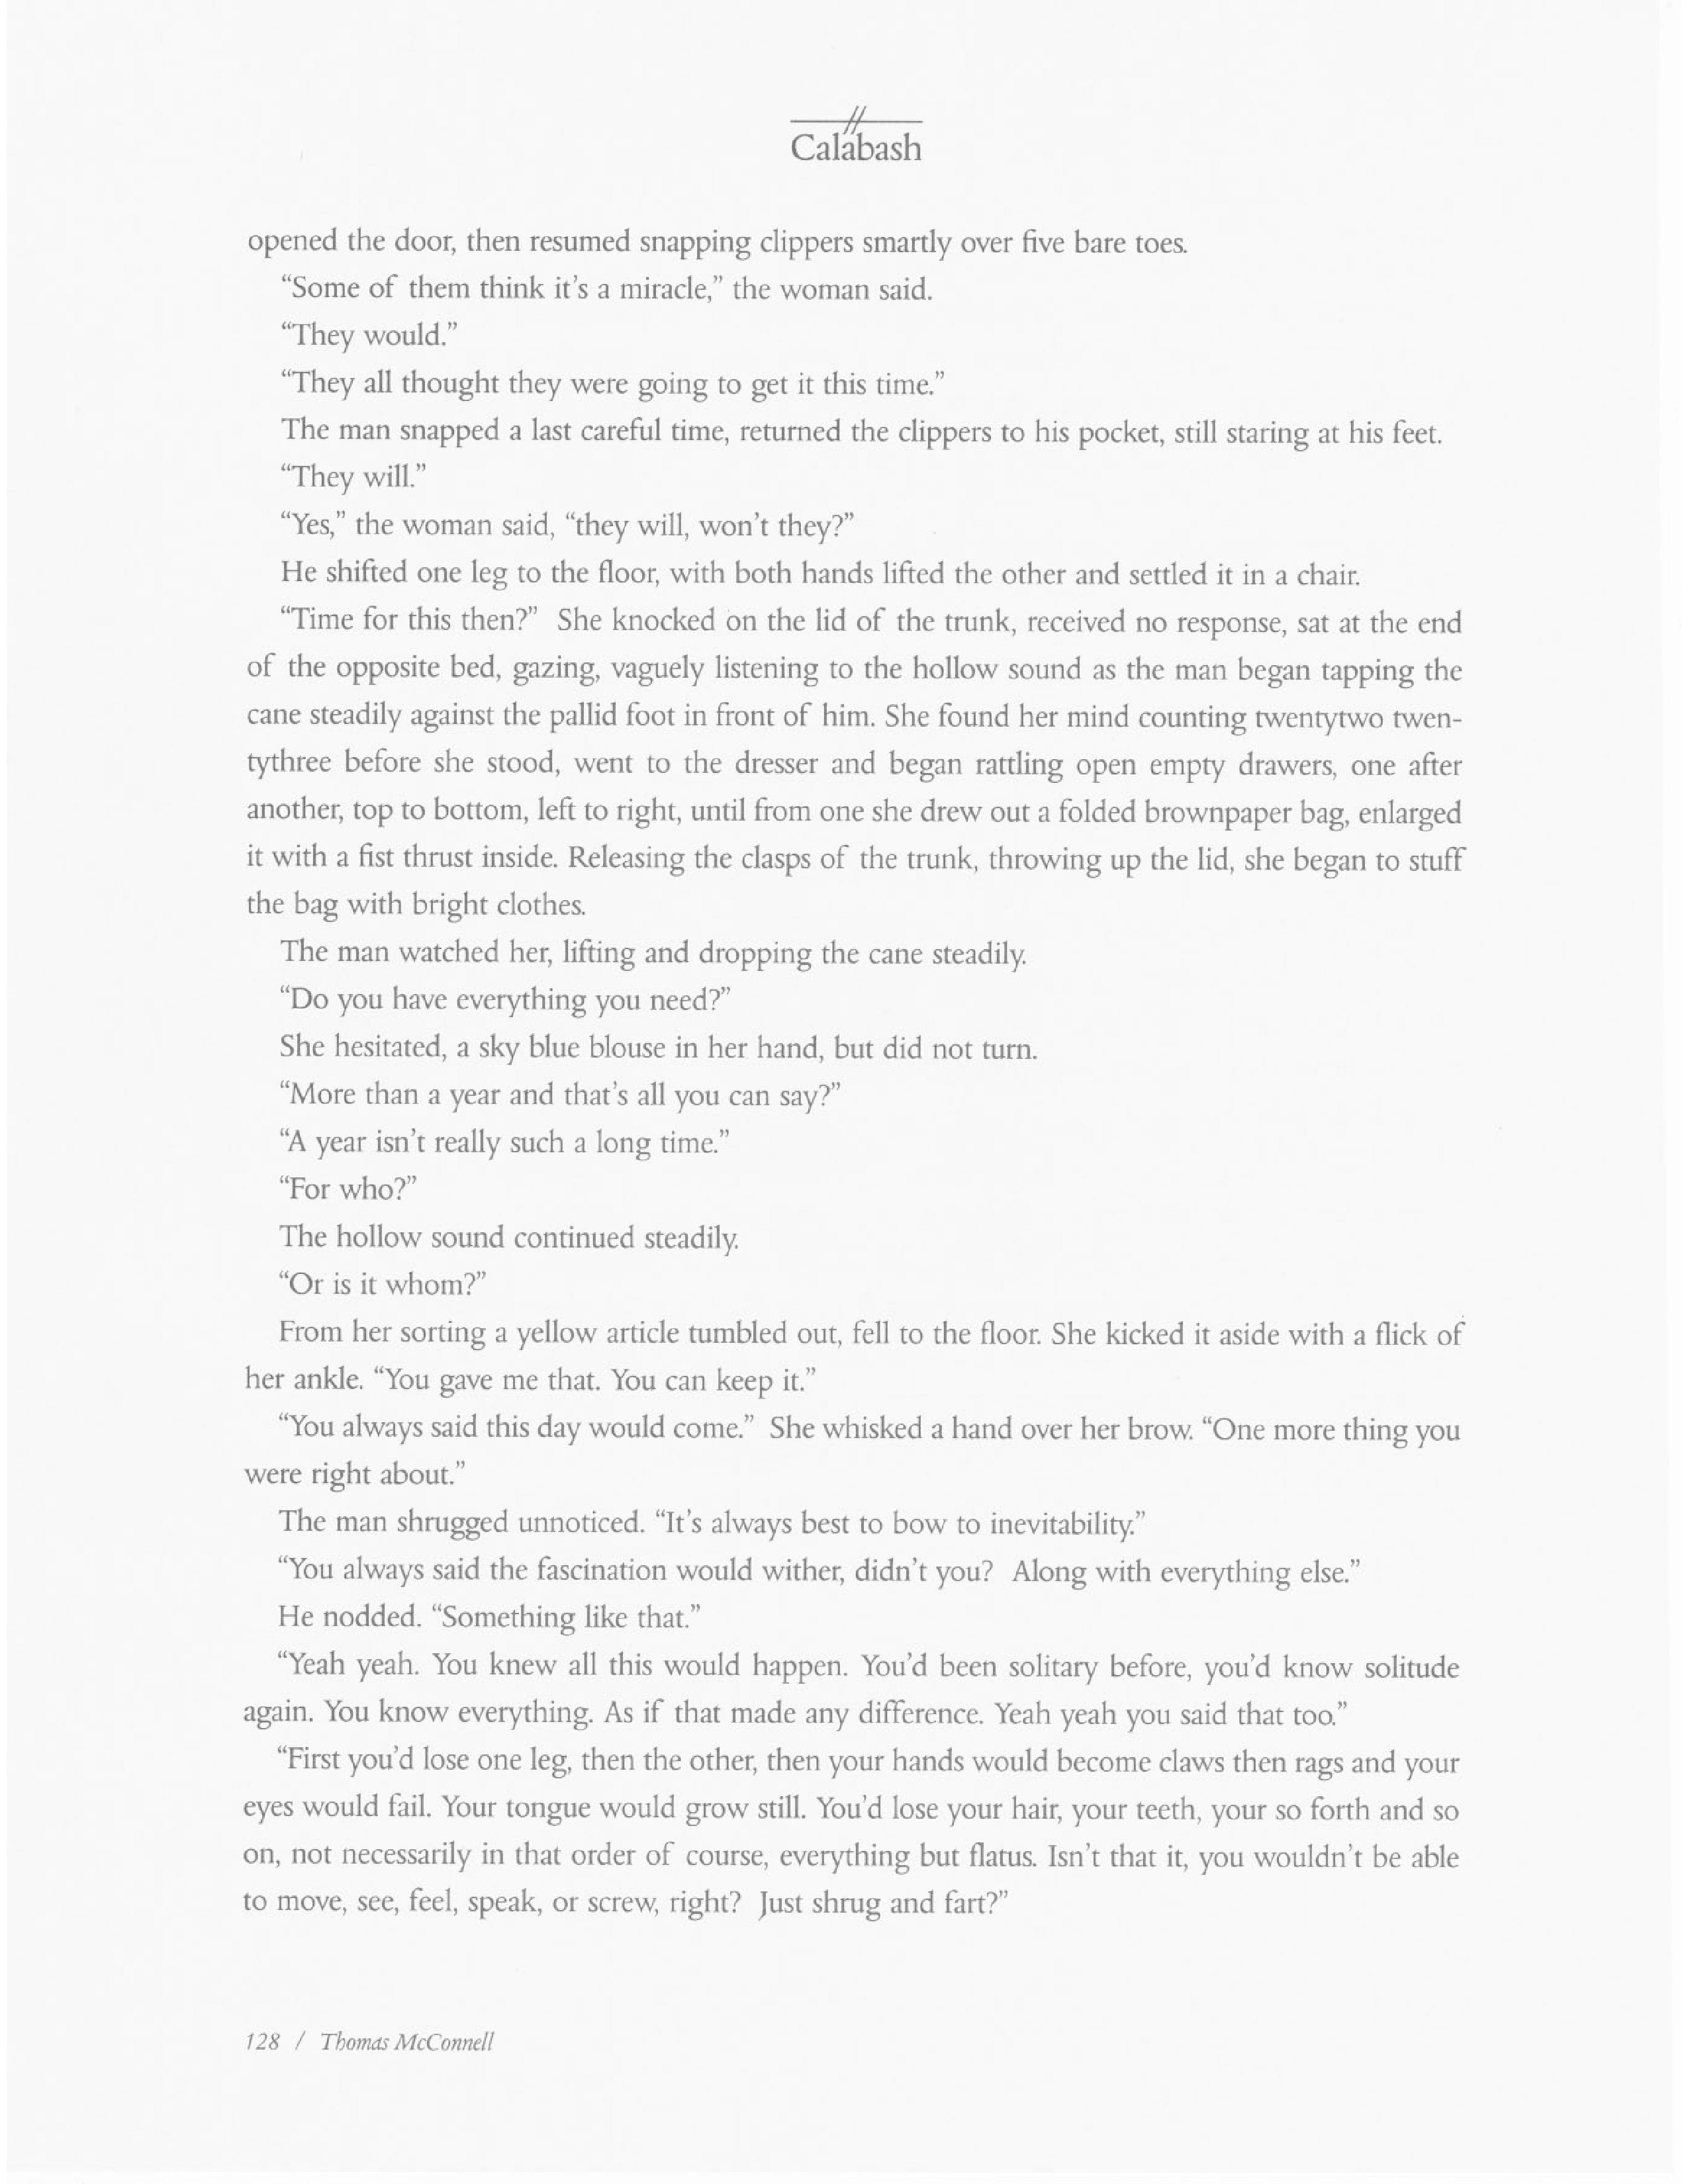 Calabash
opened the door, then resumed snapping clippers smartly over five bare toes.
“Some of them think it’s a miracle,” the woman said.
“They would.”
“They all thought they were going to get it this time.”
The man snapped a last careful time, returned the clippers to his pocket, still staring at his feet.
“They will.”
“Yes,” the woman said, “they will, won’t they?”
He shifted one leg to the floor, with both hands lifted the other and settled it in a chair.
“Time for this then?” She knocked on the lid of the trunk, received no response, sat at the end
of the opposite bed, gazing, vaguely listening to the hollow sound as the man began tapping the
cane steadily against the pallid foot in front of him. She found her mind counting twentytwo twen-
tythree before she stood, went to the dresser and began rattling open empty drawers, one after
another, top to bottom, left to right, until from one she drew out a folded brownpaper bag, enlarged
it with a fist thrust inside. Releasing the clasps of the trunk, throwing up the lid, she began to stuff
the bag with bright clothes.
The man watched her, lifting and dropping the cane steadily.
“Do you have everything you need?”
She hesitated, a sky blue blouse in her hand, but did not turn.
“More than a year and that’s all you can say?”
“A year isn’t really such a long time.”
“For who?”
The hollow sound continued steadily.
“Or is it whom?”
From her sorting a yellow article tumbled out, fell to the floor. She kicked it aside with a flick of
her ankle. “You gave me that. You can keep it.”
“You always said this day would come.” She whisked a hand over her brow. “One more thing you
were right about.”
The man shrugged unnoticed. “It’s always best to bow to inevitability.”
“You always said the fascination would wither, didn’t you? Along with everything else.”
He nodded. “Something like that.”
“Yeah yeah. You knew all this would happen. You’d been solitary before, you’d know solitude
again. You know everything. As if that made any difference. Yeah yeah you said that too.”
“First you’d lose one leg, then the other, then your hands would become claws then rags and your
eyes would fail. Your tongue would grow still. You’d lose your hair, your teeth, your so forth and so
on, not necessarily in that order of course, everything but flatus. Isn’t that it, you wouldn’t be able
to move, see, feel, speak, or screw, right? Just shrug and fart?”
128 / Thomas McConnell